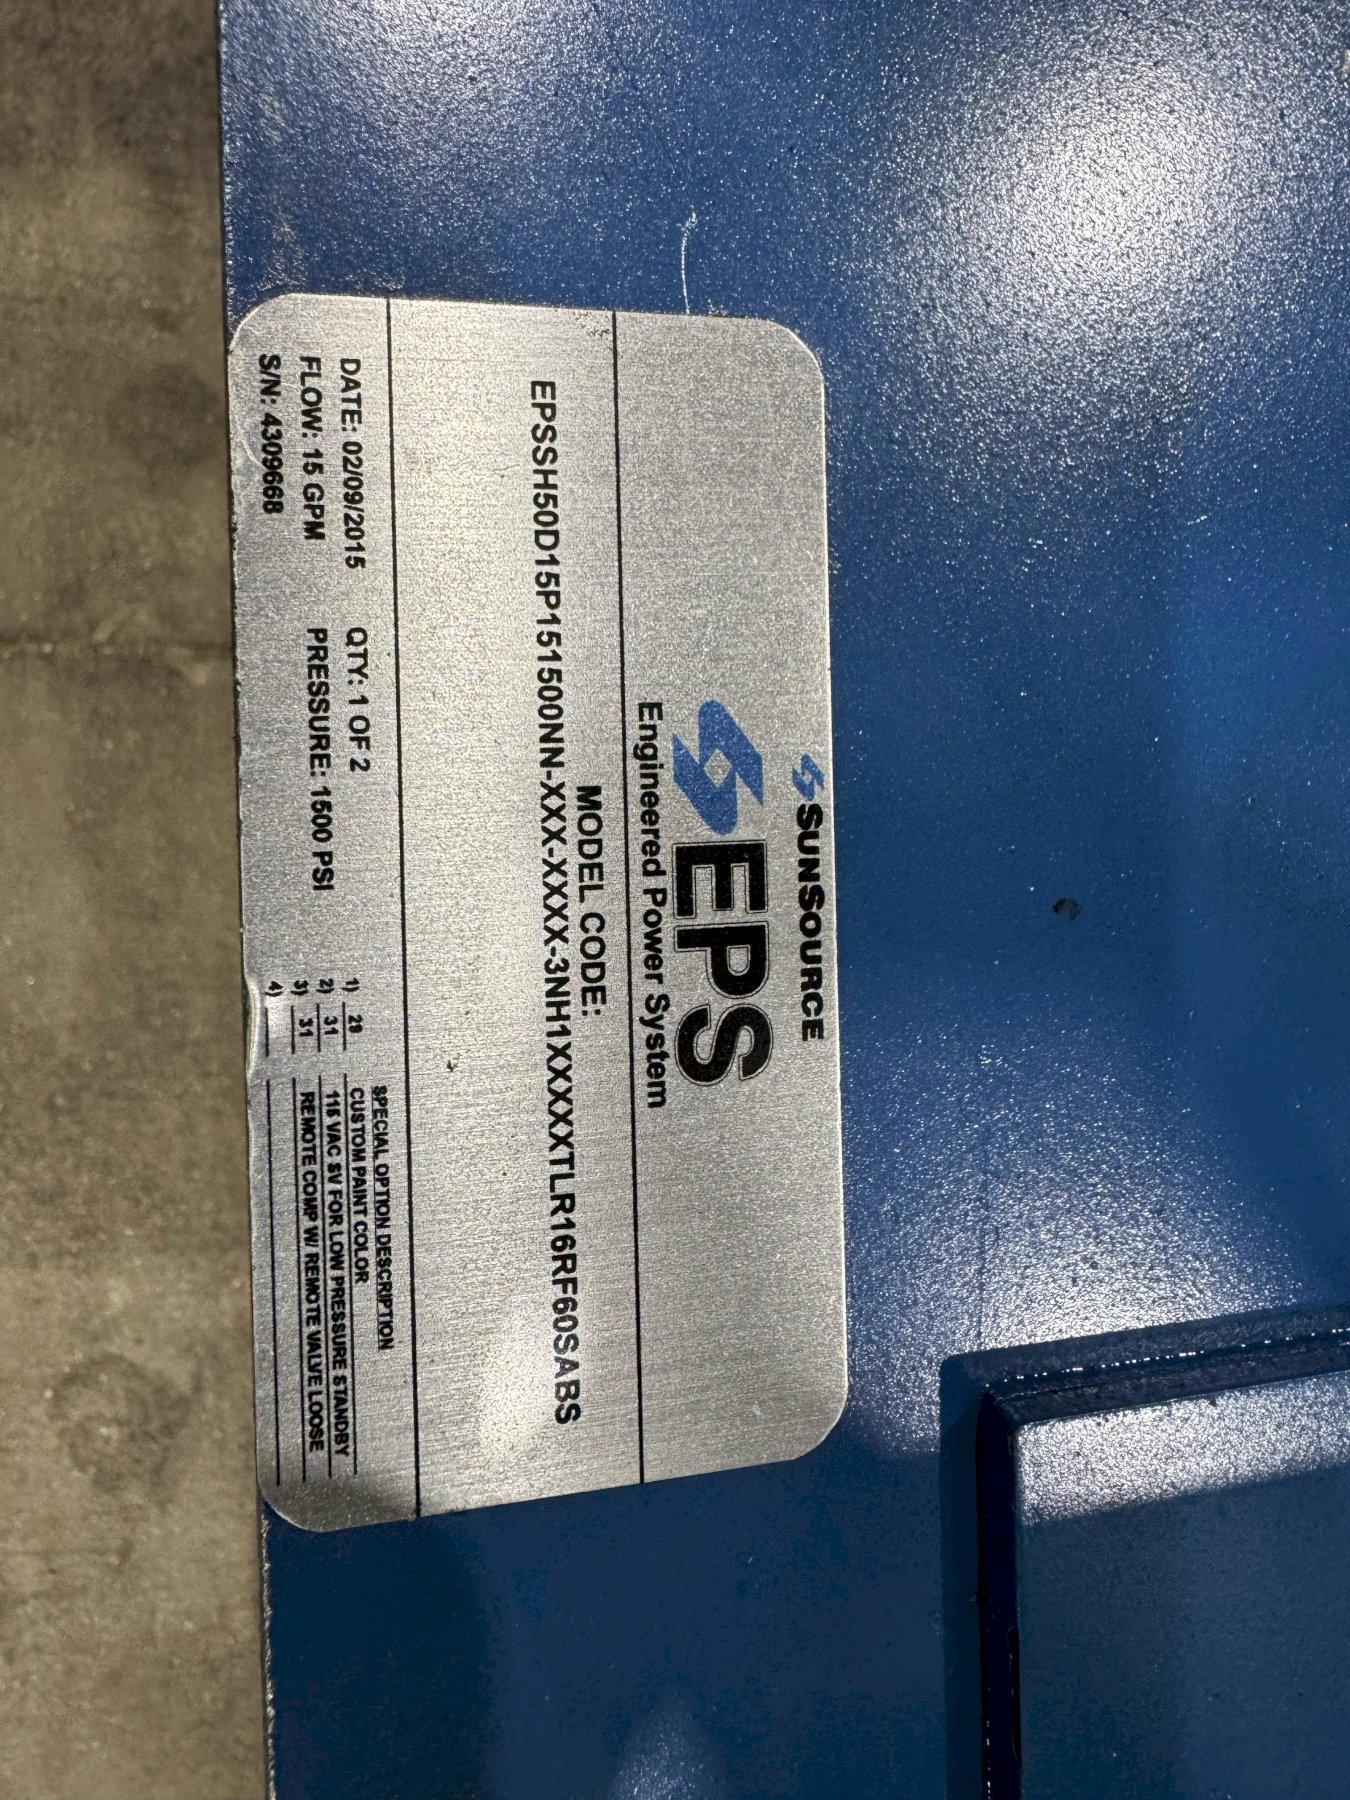 SUNSOURCE
EPS
Engineered Power System
MODEL CODE:
EPSSH50D15P151500NN-XXX-XXXX-3NH1XXXXXTLR16RF60SABS
DATE: 02/09/2015 QTY: 1 OF 2
FLOW: 15 GPM PRESSURE: 1500 PSI
S/N: 4309668
SPECIAL OPTION DESCRIPTION
1) 29 CUSTOM PAINT COLOR
2) 31 115 VAC SV FOR LOW PRESSURE STANDBY
3) 31 REMOTE COMP W/ REMOTE VALVE LOOSE
4)